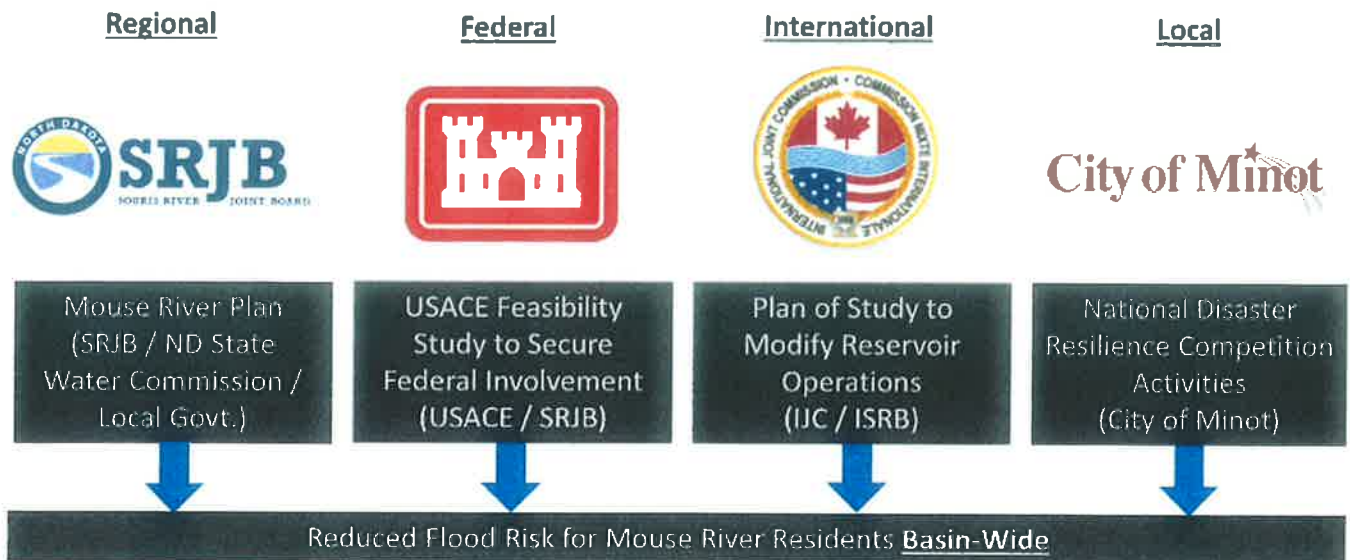 Regional
Federal
International
Local
NORTH DAKOTA
SRJB
SOURIS RIVER JOINT BOARD
INTERNATIONAL JOINT COMMISSION • COMMISSION MIXTE INTERNATIONALE
City of Minot
Mouse River Plan
(SRJB / ND State
Water Commission /
Local Govt.)
USACE Feasibility
Study to Secure
Federal Involvement
(USACE / SRJB)
Plan of Study to
Modify Reservoir
Operations
(IJC / ISRB)
National Disaster
Resilience Competition
Activities
(City of Minot)
Reduced Flood Risk for Mouse River Residents Basin-Wide